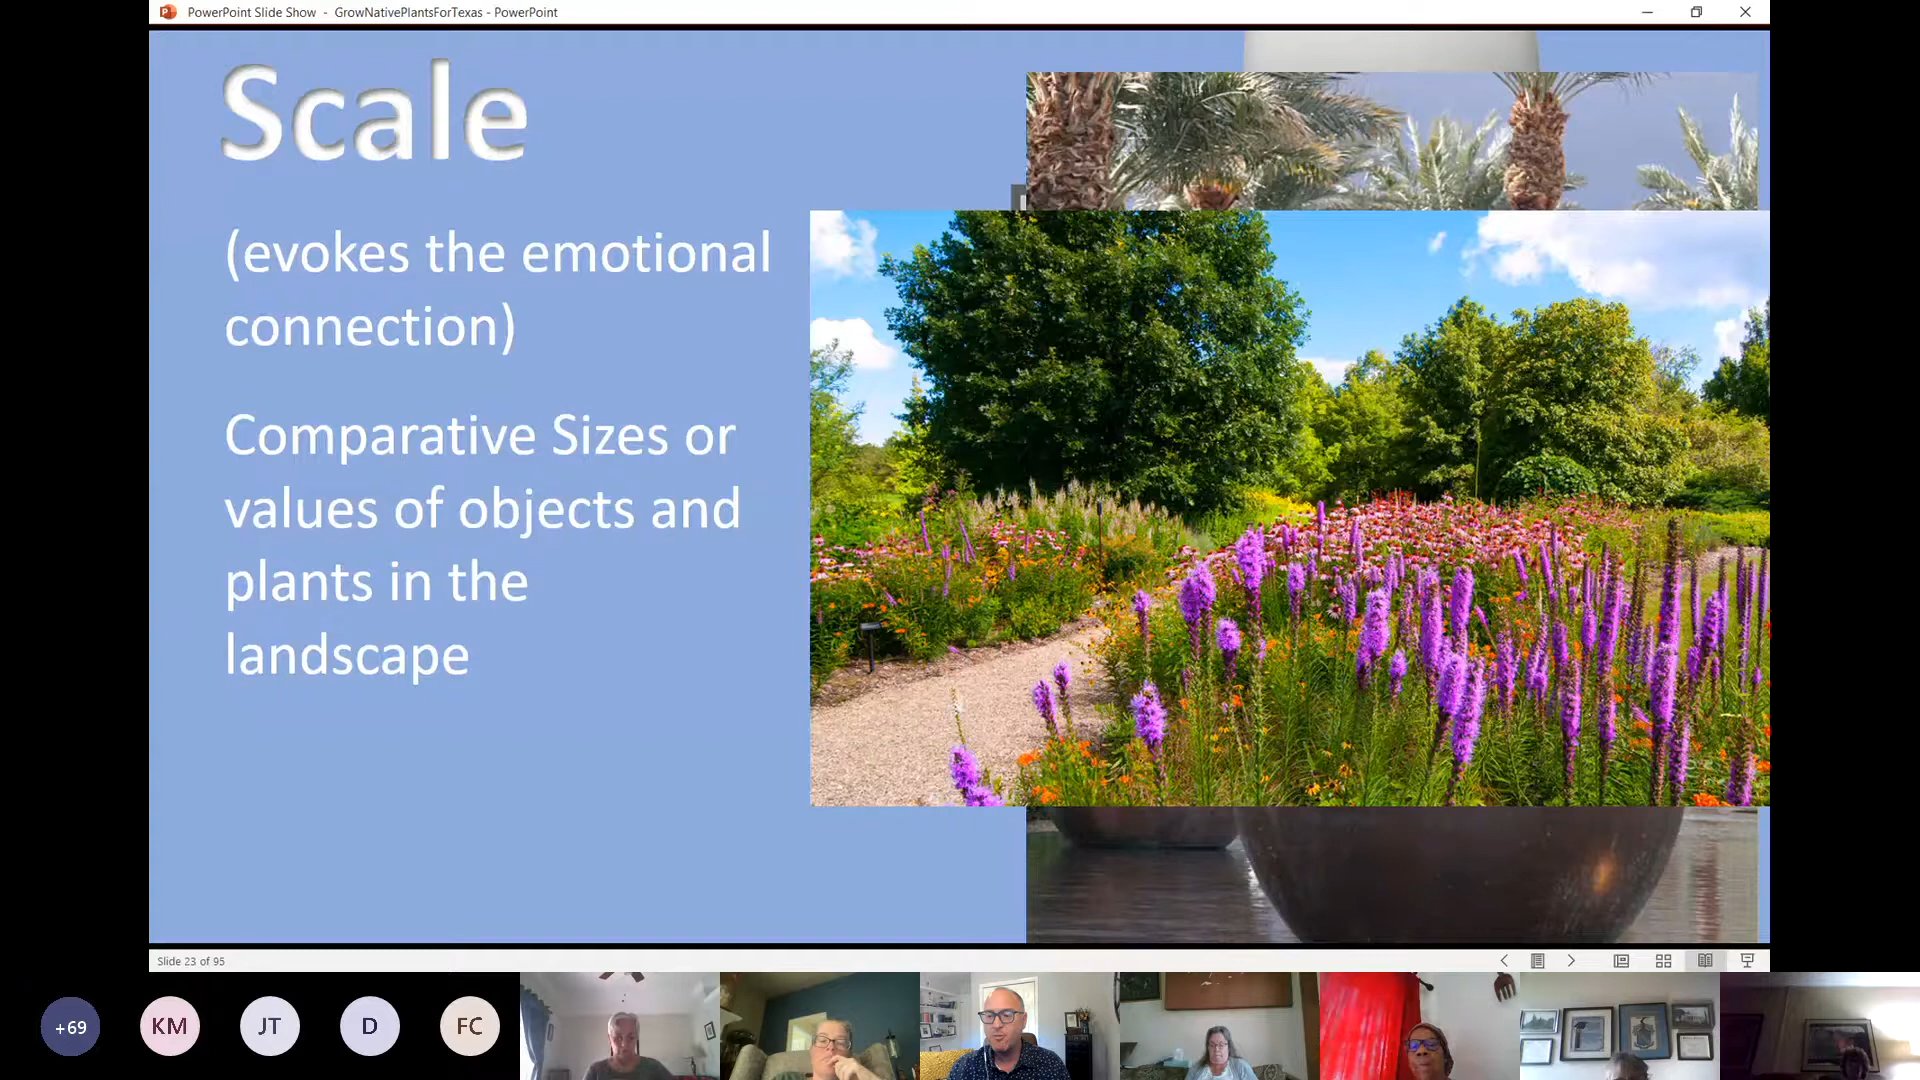 PowerPoint Slide Show - GrowNativePlantsForTexas - PowerPoint
Scale
(evokes the emotional
connection)
Comparative Sizes or
values of objects and
plants in the
landscape
Slide 23 of 95
+69
KM
JT
D
FC